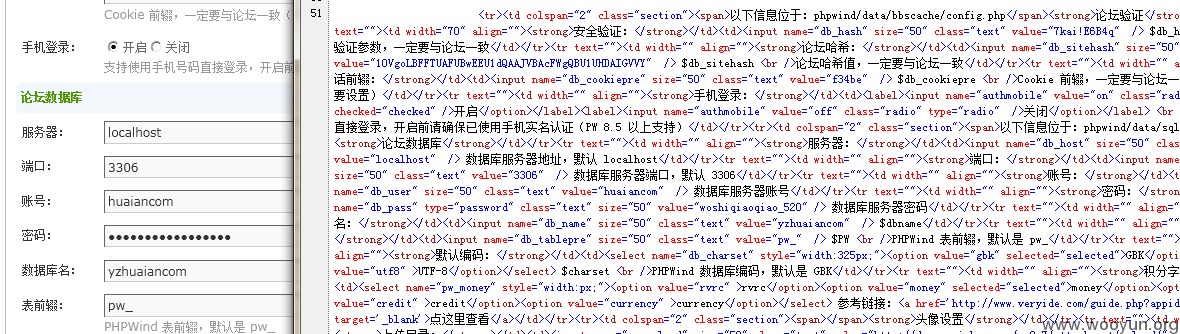 Cookie 前辍，一定要与论坛一致（
手机登录：
开启 关闭
支持使用手机号码直接登录，开启前
论坛数据库
服务器：
localhost
端口：
3306
账号：
huaiancom
密码：
●●●●●●●●●●●●●●●●●
数据库名：
yzhuaiancom
表前辍：
pw_
PHPWind 表前辍，默认是 pw_
51
<tr><td colspan="2" class="section"><span>以下信息位于：phpwind/data/bbscache/config.php</span><strong>论坛验证</stro
text=""><td width="70" align=""><strong>安全验证：</strong></td><td><input name="db_hash" size="50" class="text" value="7kai!E6B4q"  /> $db_h
验证参数，一定要与论坛一致</td></tr><tr text=""><td width="" align=""><strong>论坛哈希：</strong></td><td><input name="db_sitehash" size="50"
/> $db_sitehash <br />论坛哈希值，一定要与论坛一致</td></tr><tr text=""><td width="" a
话前辍：</strong></td><td><input name="db_cookiepre" size="50" class="text" value="f34be"  /> $db_cookiepre <br />Cookie 前辍，一定要与论坛一
要设置）</td></tr><tr text=""><td width="" align=""><strong>手机登录：</strong></td><td><label><input name="authmobile" value="on" class="rad
checked="checked" />开启</option></label><label><input name="authmobile" value="off" class="radio" type="radio"  />关闭</option></label> <br
直接登录，开启前请确保已使用手机实名认证（PW 8.5 以上支持）</td></tr><tr><td colspan="2" class="section"><span>以下信息位于：phpwind/data/sql
<strong>论坛数据库</strong></td></tr><tr text=""><td width="" align=""><strong>服务器：</strong></td><td><input name="db_host" size="50" clas
value="localhost"  /> 数据库服务器地址，默认 localhost</td></tr><tr text=""><td width="" align=""><strong>端口：</strong></td><td><input name
size="50" class="text" value="3306"  /> 数据库服务器端口，默认 3306</td></tr><tr text=""><td width="" align=""><strong>账号：</strong></td><td
name="db_user" size="50" class="text" value="huaiancom"  /> 数据库服务器账号</td></tr><tr text=""><td width="" align=""><strong>密码：</stron
name="db_pass" type="password" class="text" size="50" value="woshiqiaoqiao_520" /> 数据库服务器密码</td></tr><tr text=""><td width="" align=
名：</strong></td><td><input name="db_name" size="50" class="text" value="yzhuaiancom"  /> $dbname</td></tr><tr text=""><td width="" align=""
</strong></td><td><input name="db_tablepre" size="50" class="text" value="pw_"  /> $PW <br />PHPWind 表前辍，默认是 pw_</td></tr><tr text="">
align=""><strong>默认编码：</strong></td><td><select name="db_charset" style="width:325px;"><option value="gbk" selected="selected">GBK</opti
value="utf8" >UTF-8</option></select> $charset <br />PHPWind 数据库编码，默认是 GBK</td></tr><tr text=""><td width="" align=""><strong>积分字
<td><select name="pw_money" style="width:px;"><option value="rvrc" >rvrc</option><option value="money" selected="selected">money</option><opt
value="credit" >credit</option><option value="currency" >currency</option></select> 参考链接：<a href='http://www.veryide.com/guide.php?appid
target='_blank'>点这里查看</a></td></tr><tr text=""><td width="" align=""><strong>头像设置</strong></td><td>
www.wooyun.org